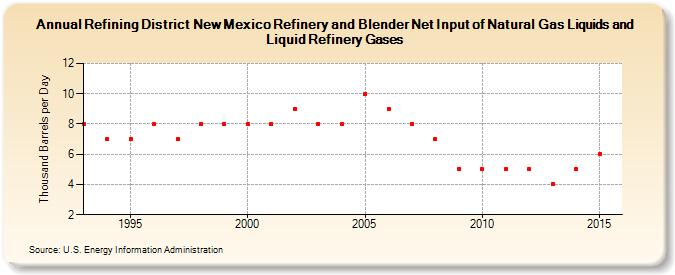 Annual Refining District New Mexico Refinery and Blender Net Input of Natural Gas Liquids and
Liquid Refinery Gases
Thousand Barrels per Day
12
10
8
6
4
2
1995
2000
2005
2010
2015
Source: U.S. Energy Information Administration